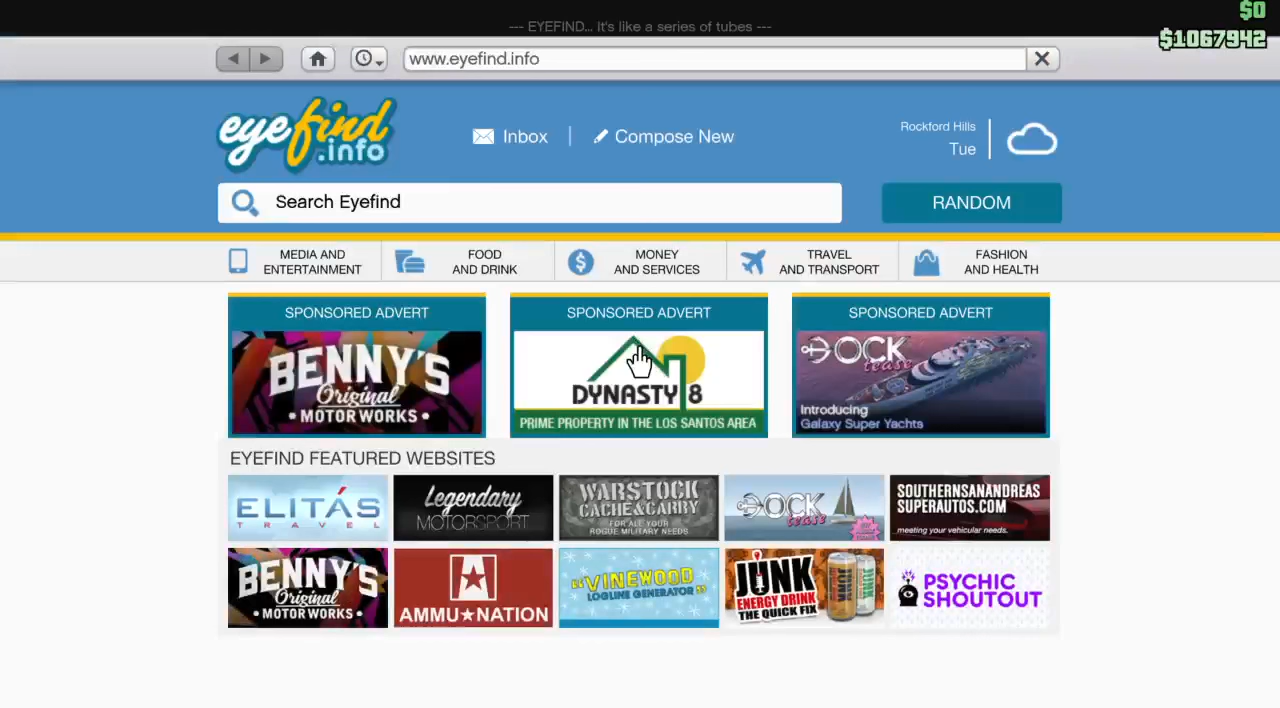 --- EYEFIND... It's like a series of tubes ---
$0
$1067942
www.eyefind.info
eyefind
.info
Inbox
Compose New
Rockford Hills
Tue
Search Eyefind
RANDOM
MEDIA AND
ENTERTAINMENT
FOOD
AND DRINK
MONEY
AND SERVICES
TRAVEL
AND TRANSPORT
FASHION
AND HEALTH
SPONSORED ADVERT
BENNY'S
Original
MOTOR WORKS
SPONSORED ADVERT
DYNASTY 8
PRIME PROPERTY IN THE LOS SANTOS AREA
SPONSORED ADVERT
DOCK
tease
Introducing
Galaxy Super Yachts
EYEFIND FEATURED WEBSITES
ELITÁS
TRAVEL
Legendary
MOTORSPORT
WARSTOCK
CACHE&CARRY
FOR ALL YOUR
ROGUE MILITARY NEEDS
DOCK
tease
SOUTHERNSANANDREAS
SUPERAUTOS.COM
meeting your vehicular needs.
BENNY'S
Original
MOTOR WORKS
AMMU★NATION
"VINEWOOD
LOGLINE GENERATOR"
JUNK
ENERGY DRINK
THE QUICK FIX
PSYCHIC
SHOUTOUT